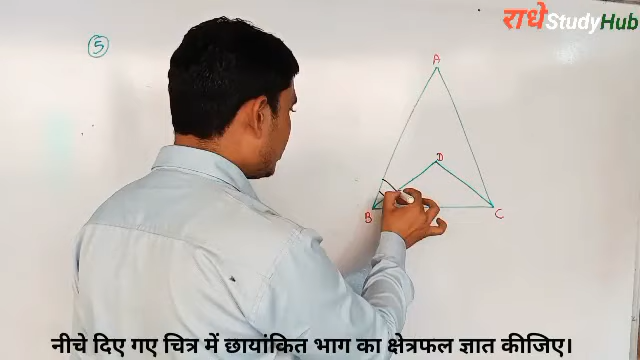 राधे StudyHub
5
A
D
B
C
नीचे दिए गए चित्र में छायांकित भाग का क्षेत्रफल ज्ञात कीजिए।